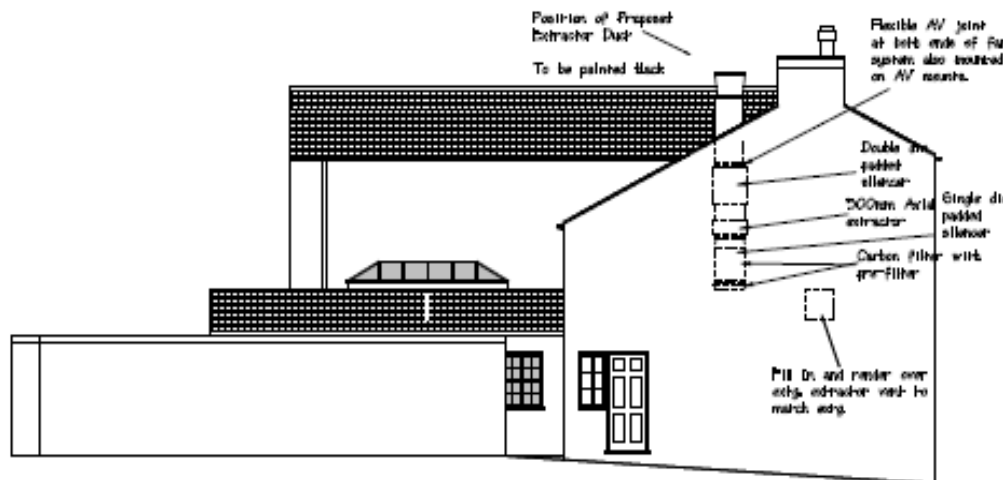 Position of Proposed
Extractor Duct
To be painted black
Flexible AV joint
at both ends of Fan
system also mounted
on AV mounts.
Double
padded
silencer
500mm Axial
extractor
Single
padded
silencer
Carbon filter with
pre-filter
Fill in and render over
extg. extractor vent to
match extg.